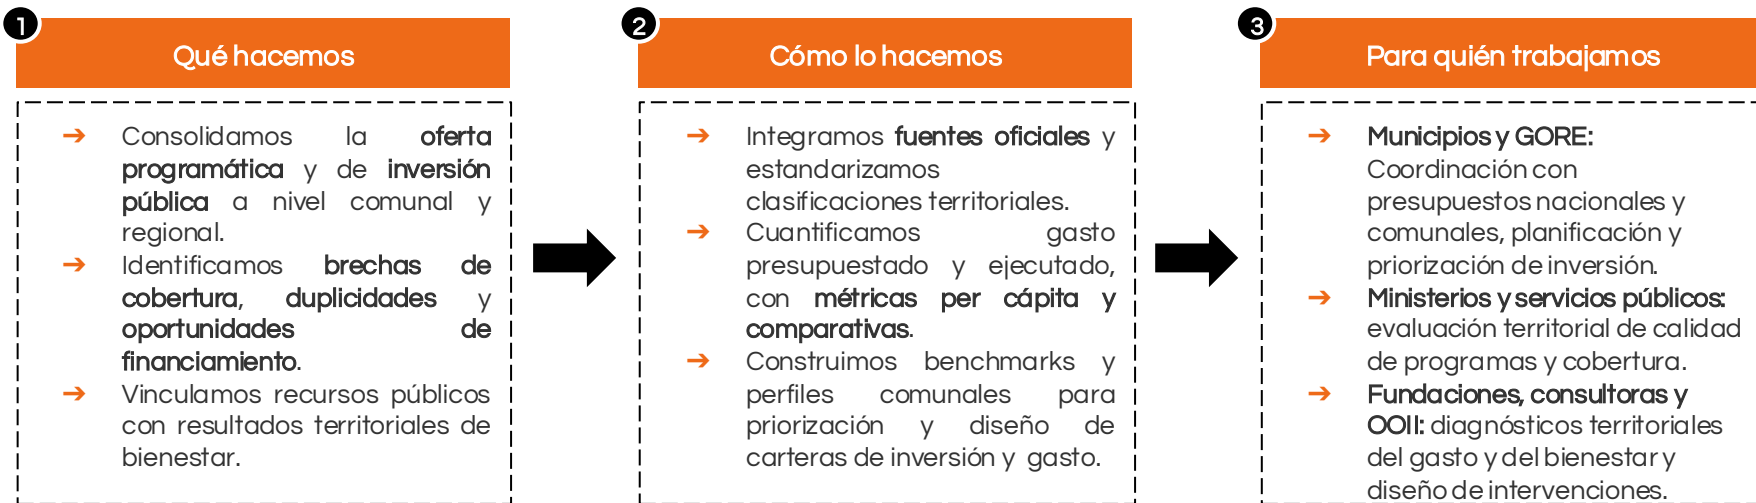 1
Qué hacemos
➔ Consolidamos la oferta
programática y de inversión
pública a nivel comunal y
regional.
➔ Identificamos brechas de
cobertura, duplicidades y
oportunidades de
financiamiento.
➔ Vinculamos recursos públicos
con resultados territoriales de
bienestar.
2
Cómo lo hacemos
➔ Integramos fuentes oficiales y
estandarizamos
clasificaciones territoriales.
➔ Cuantificamos gasto
presupuestado y ejecutado,
con métricas per cápita y
comparativas.
➔ Construimos benchmarks y
perfiles comunales para
priorización y diseño de
carteras de inversión y gasto.
3
Para quién trabajamos
➔ Municipios y GORE:
Coordinación con
presupuestos nacionales y
comunales, planificación y
priorización de inversión.
➔ Ministerios y servicios públicos:
evaluación territorial de calidad
de programas y cobertura.
➔ Fundaciones, consultoras y
OOII: diagnósticos territoriales
del gasto y del bienestar y
diseño de intervenciones.